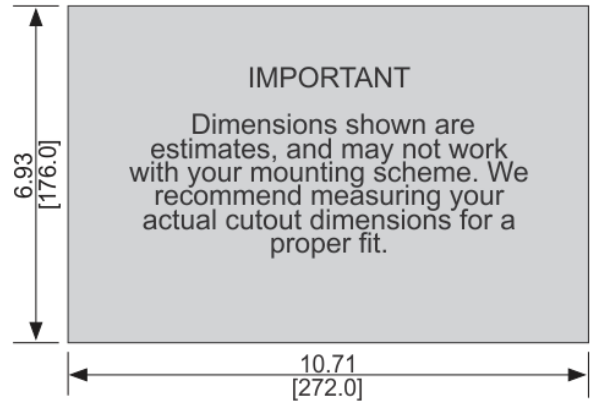 IMPORTANT
Dimensions shown are
estimates, and may not work
with your mounting scheme. We
recommend measuring your
actual cutout dimensions for a
proper fit.
6.93
[176.0]
10.71
[272.0]